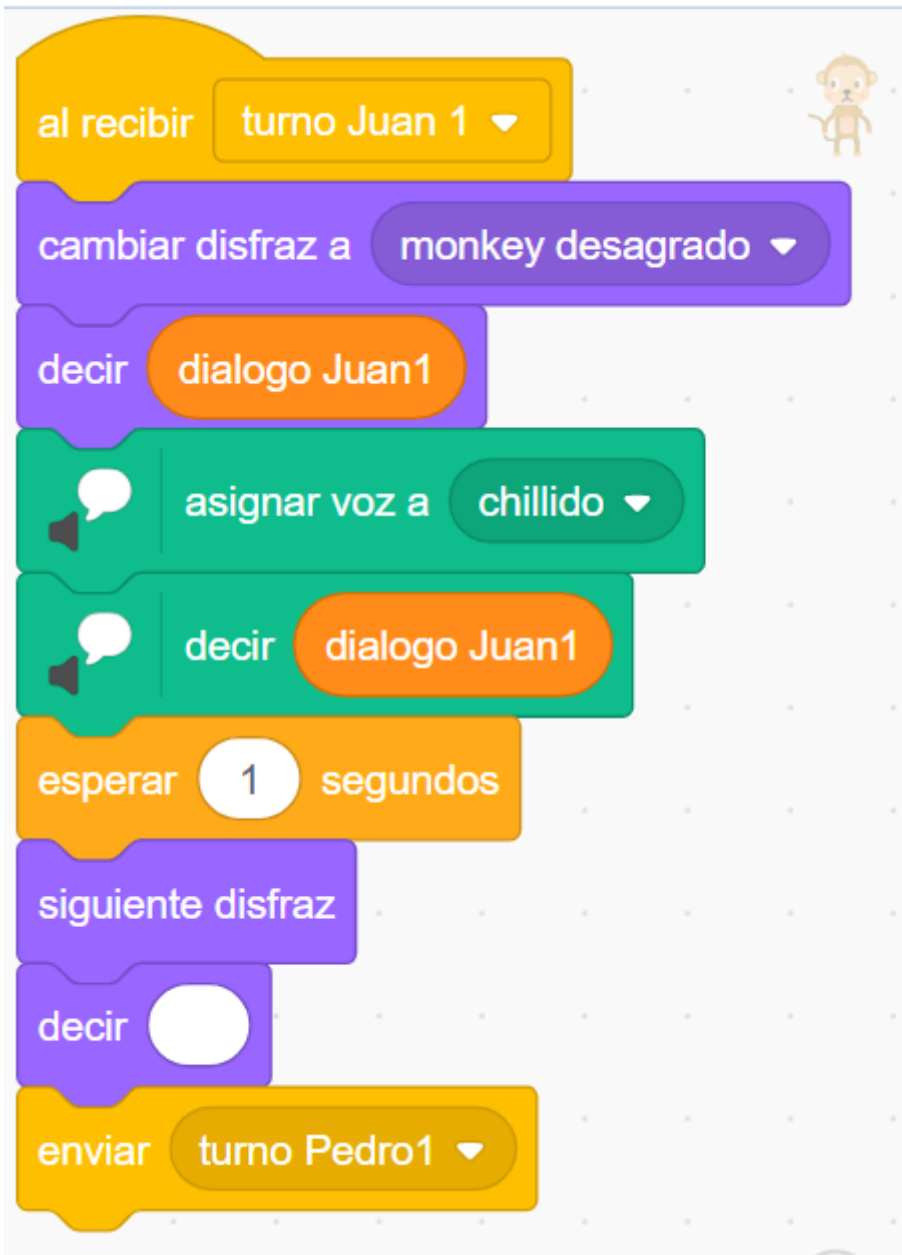 al recibir turno Juan 1
cambiar disfraz a monkey desagrado
decir dialogo Juan1
asignar voz a chillido
decir dialogo Juan1
esperar 1 segundos
siguiente disfraz
decir
enviar turno Pedro1